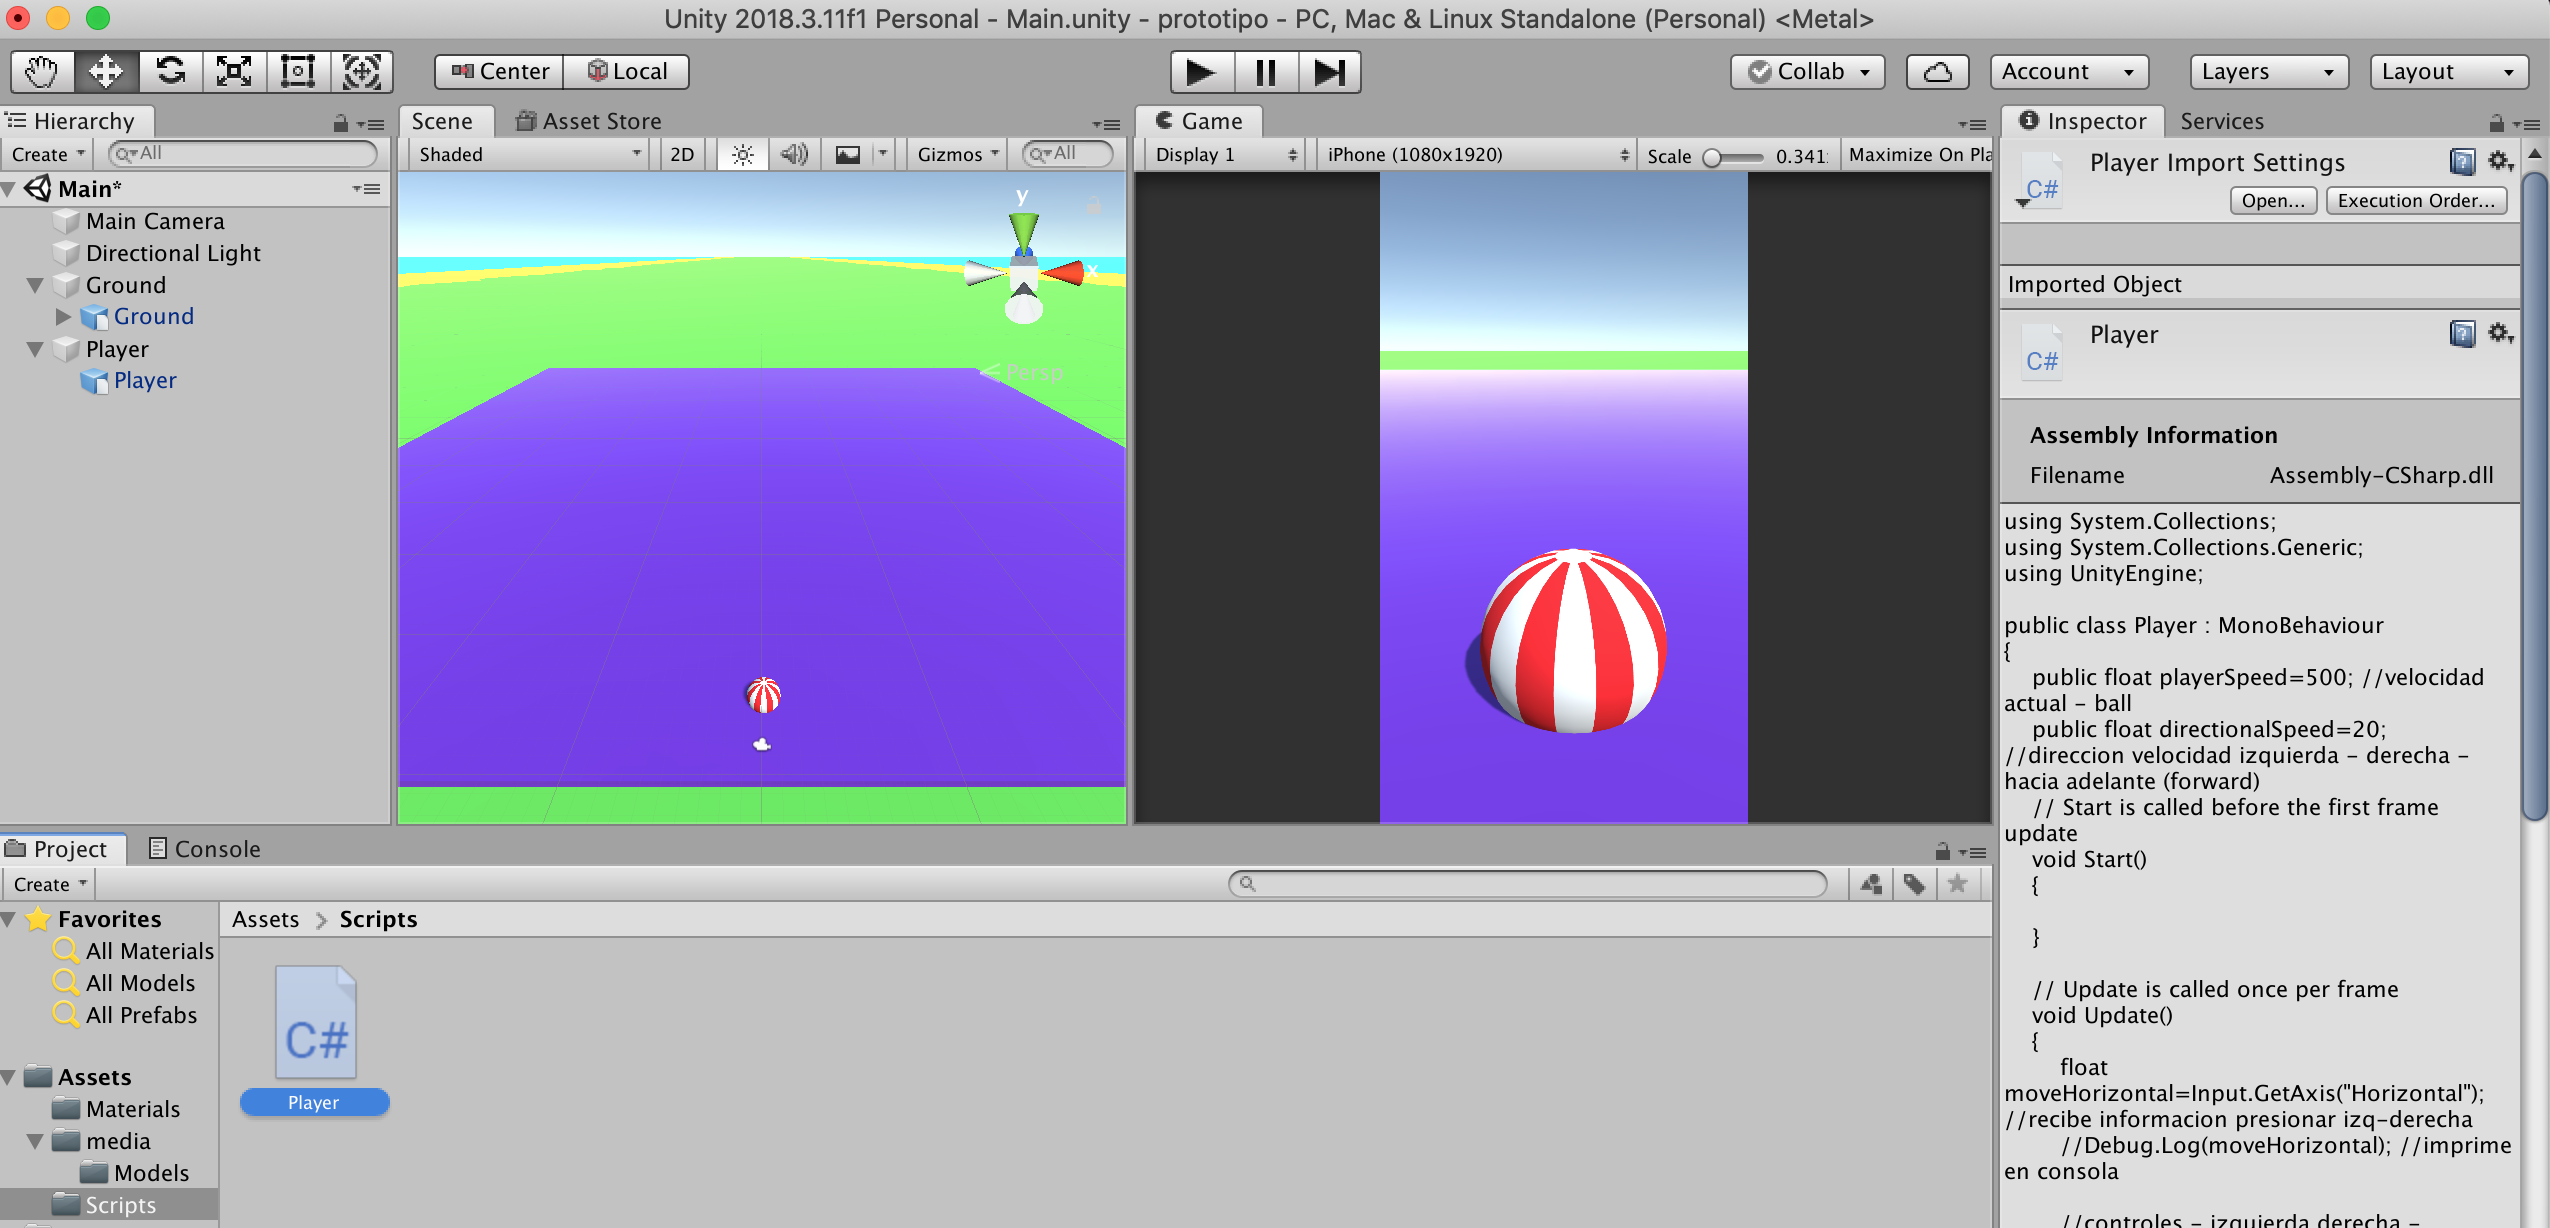 Unity 2018.3.11f1 Personal - Main.unity - prototipo - PC, Mac & Linux Standalone (Personal) <Metal>
Center Local Collab Account Layers Layout
Hierarchy
Create All
Main*
Main Camera
Directional Light
Ground
Ground
Player
Player
Scene Asset Store
Shaded 2D Gizmos All
y
x
Persp
Game
Display 1 iPhone (1080x1920) Scale 0.341 Maximize On Pla
Inspector Services
C# Player Import Settings
Open... Execution Order...
Imported Object
C# Player
Assembly Information
Filename Assembly-CSharp.dll
using System.Collections;
using System.Collections.Generic;
using UnityEngine;
public class Player : MonoBehaviour
{
public float playerSpeed=500; //velocidad
actual - ball
public float directionalSpeed=20;
//direccion velocidad izquierda - derecha -
hacia adelante (forward)
// Start is called before the first frame
update
void Start()
{
}
// Update is called once per frame
void Update()
{
float
moveHorizontal=Input.GetAxis("Horizontal");
//recibe informacion presionar izq-derecha
//Debug.Log(moveHorizontal); //imprime
en consola
//controles - izquierda derecha -
Project Console
Create
Favorites
All Materials
All Models
All Prefabs
Assets
Materials
media
Models
Scripts
Assets > Scripts
C#
Player